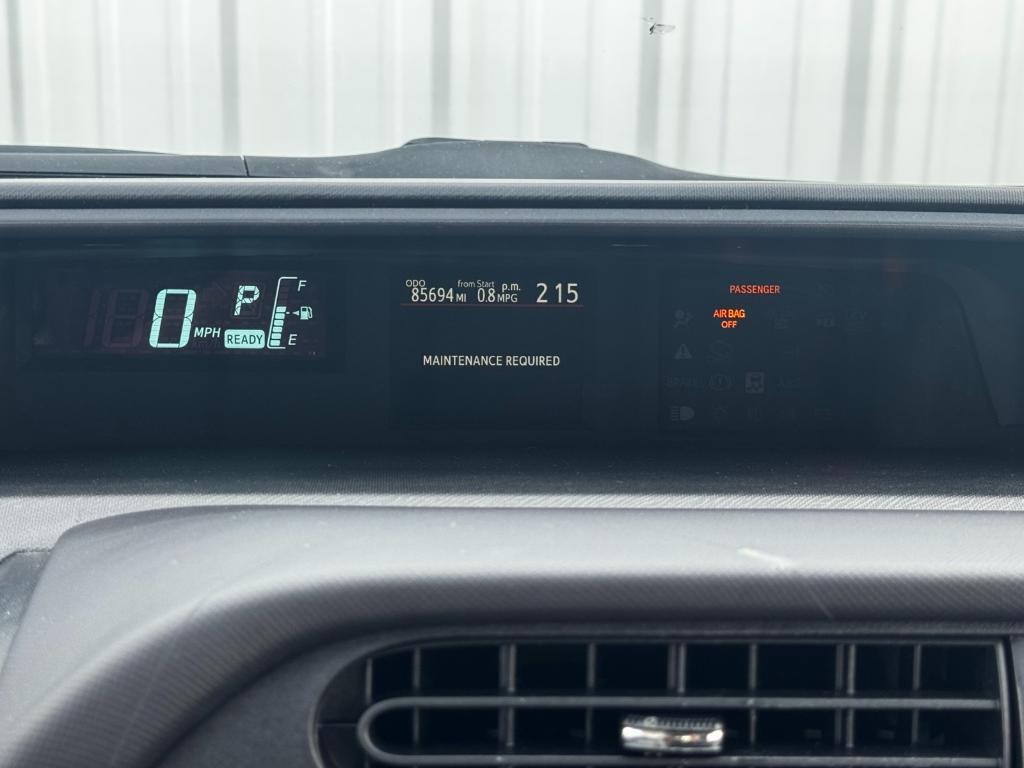 0 MPH
P
READY
F
E
ODO
85694 MI
from Start
0.8 MPG
p.m.
2 15
MAINTENANCE REQUIRED
PASSENGER
AIR BAG
OFF
BRAKE